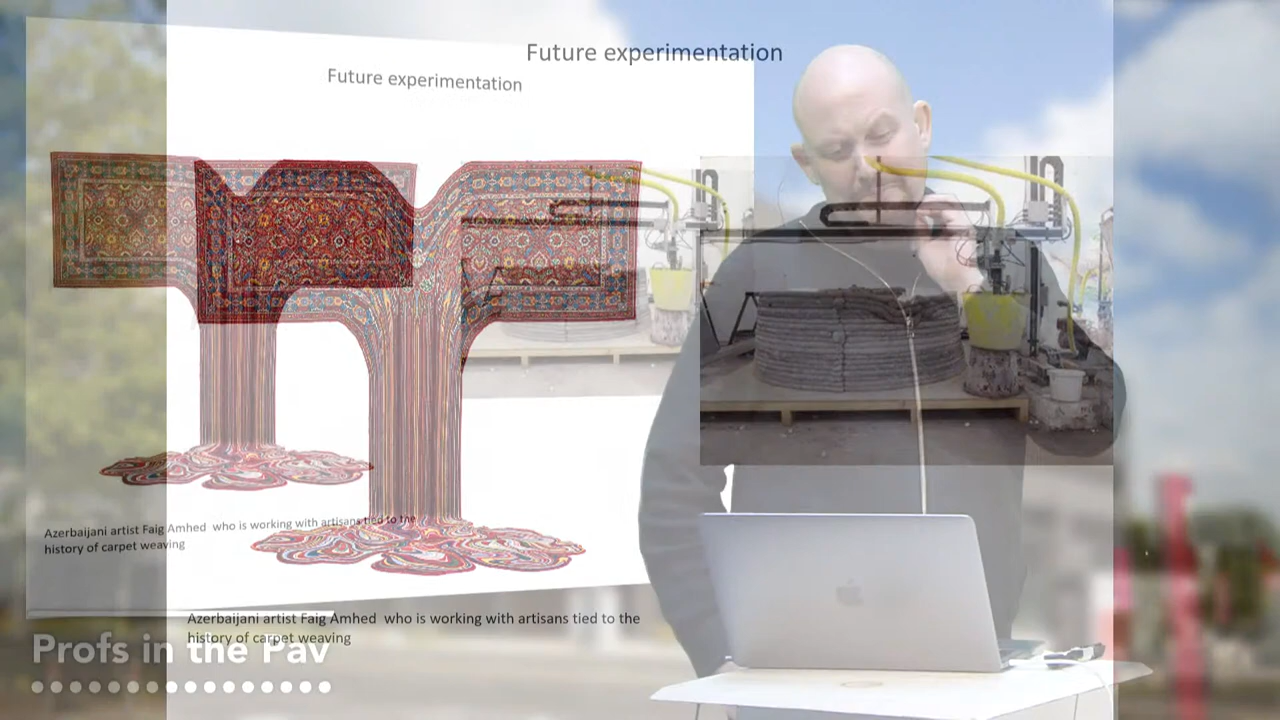 Future experimentation
Future experimentation
Azerbaijani artist Faig Amhed who is working with artisans tied to the
history of carpet weaving
Azerbaijani artist Faig Amhed who is working with artisans tied to the
history of carpet weaving
Profs in the Pav